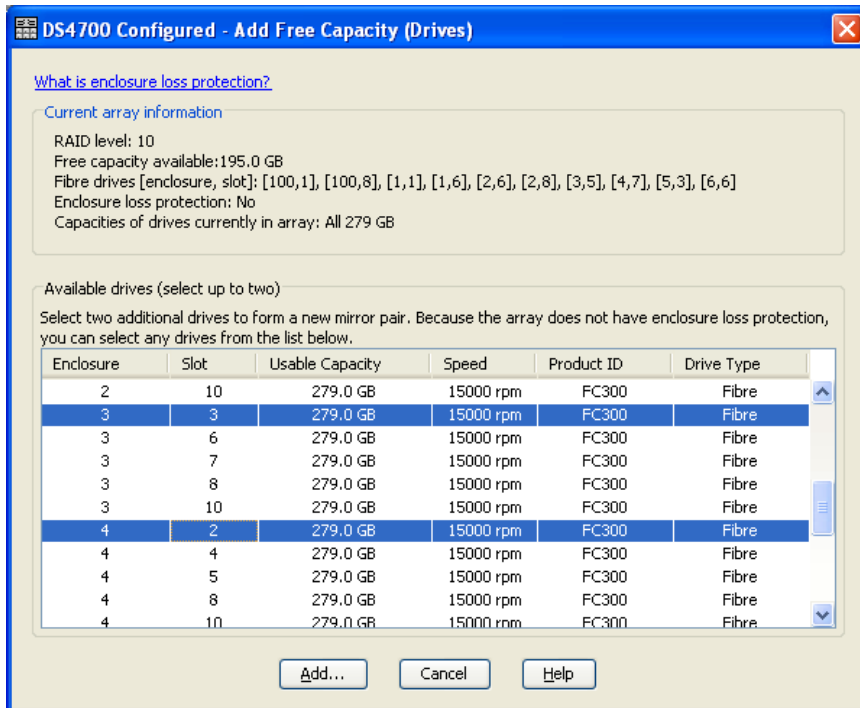 DS4700 Configured - Add Free Capacity (Drives)
What is enclosure loss protection?
Current array information
RAID level: 10
Free capacity available:195.0 GB
Fibre drives [enclosure, slot]: [100,1], [100,8], [1,1], [1,6], [2,6], [2,8], [3,5], [4,7], [5,3], [6,6]
Enclosure loss protection: No
Capacities of drives currently in array: All 279 GB
Available drives (select up to two)
Select two additional drives to form a new mirror pair. Because the array does not have enclosure loss protection,
you can select any drives from the list below.
Enclosure Slot Usable Capacity Speed Product ID Drive Type
2 10 279.0 GB 15000 rpm FC300 Fibre
3 3 279.0 GB 15000 rpm FC300 Fibre
3 6 279.0 GB 15000 rpm FC300 Fibre
3 7 279.0 GB 15000 rpm FC300 Fibre
3 8 279.0 GB 15000 rpm FC300 Fibre
3 10 279.0 GB 15000 rpm FC300 Fibre
4 2 279.0 GB 15000 rpm FC300 Fibre
4 4 279.0 GB 15000 rpm FC300 Fibre
4 5 279.0 GB 15000 rpm FC300 Fibre
4 8 279.0 GB 15000 rpm FC300 Fibre
4 10 279.0 GB 15000 rpm FC300 Fibre
Add... Cancel Help